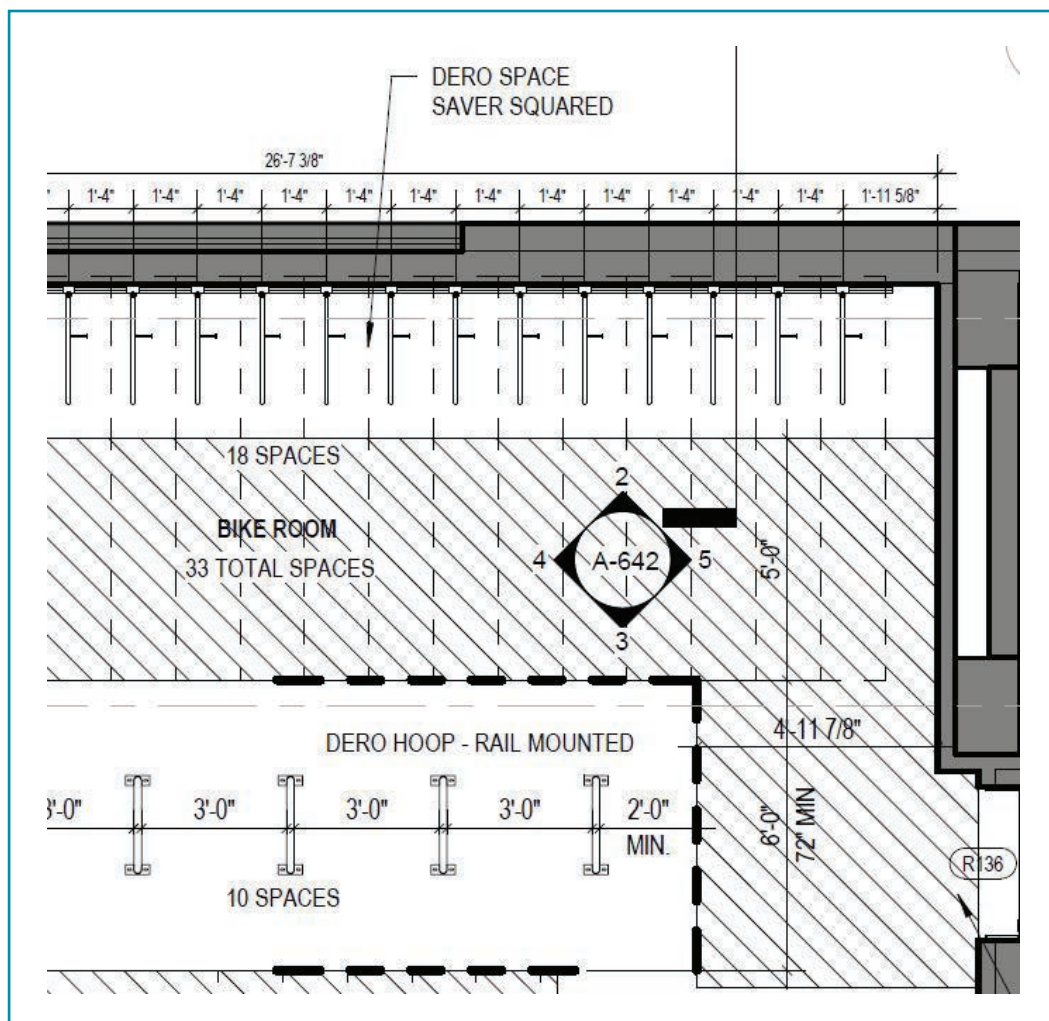 DERO SPACE
SAVER SQUARED
26'-7 3/8"
1'-4" 1'-4" 1'-4" 1'-4" 1'-4" 1'-4" 1'-4" 1'-4" 1'-4" 1'-4" 1'-4" 1'-4" 1'-11 5/8"
18 SPACES
BIKE ROOM
33 TOTAL SPACES
2
4 A-642 5
3
5'-0"
DERO HOOP - RAIL MOUNTED
4'-11 7/8"
3'-0" 3'-0" 3'-0" 3'-0" 2'-0"
MIN.
6'-0"
72" MIN
R136
10 SPACES